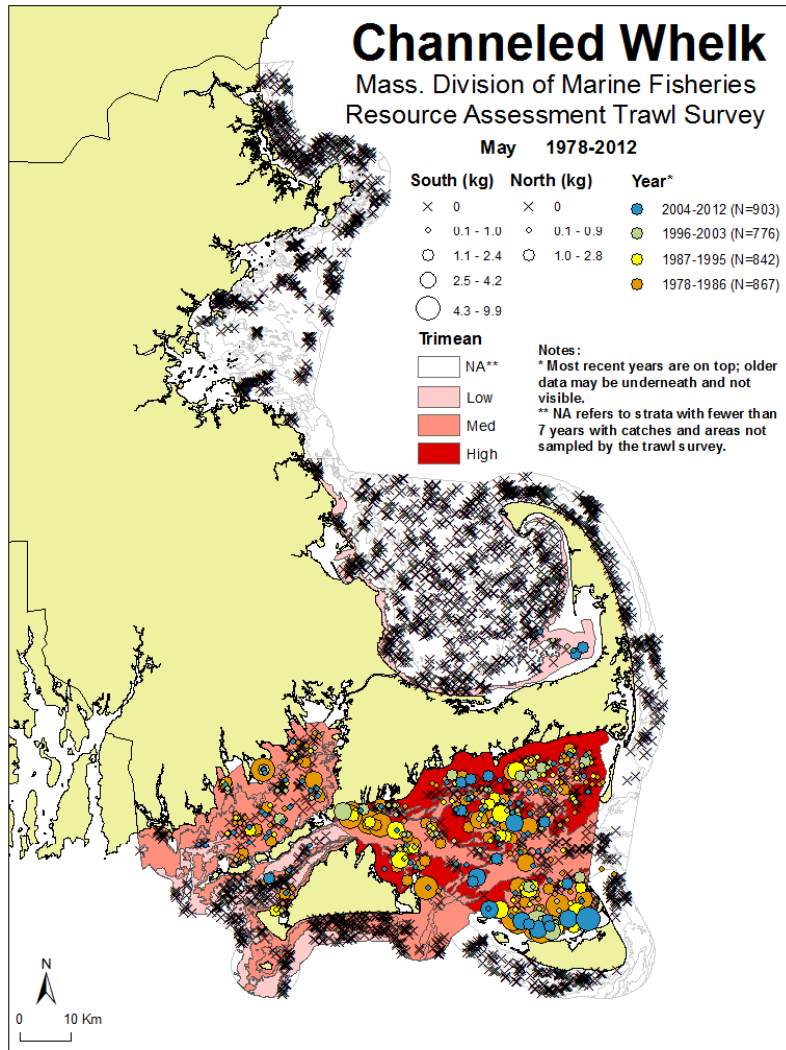 Channeled Whelk
Mass. Division of Marine Fisheries
Resource Assessment Trawl Survey
May 1978-2012
South (kg) North (kg) Year*
0 0 2004-2012 (N=903)
0.1 - 1.0 0.1 - 0.9 1996-2003 (N=776)
1.1 - 2.4 1.0 - 2.8 1987-1995 (N=842)
2.5 - 4.2 1978-1986 (N=867)
4.3 - 9.9
Trimean
NA**
Low
Med
High
Notes:
* Most recent years are on top; older
data may be underneath and not
visible.
** NA refers to strata with fewer than
7 years with catches and areas not
sampled by the trawl survey.
N
0 10 Km